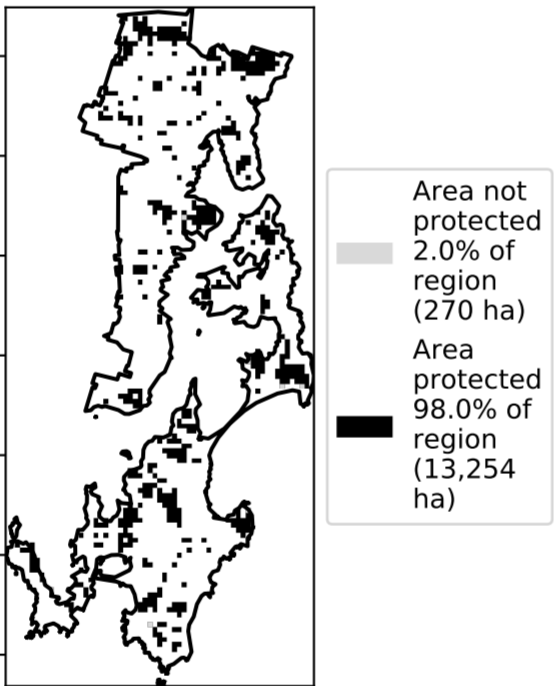 Area not
protected
2.0% of
region
(270 ha)
Area
protected
98.0% of
region
(13,254
ha)